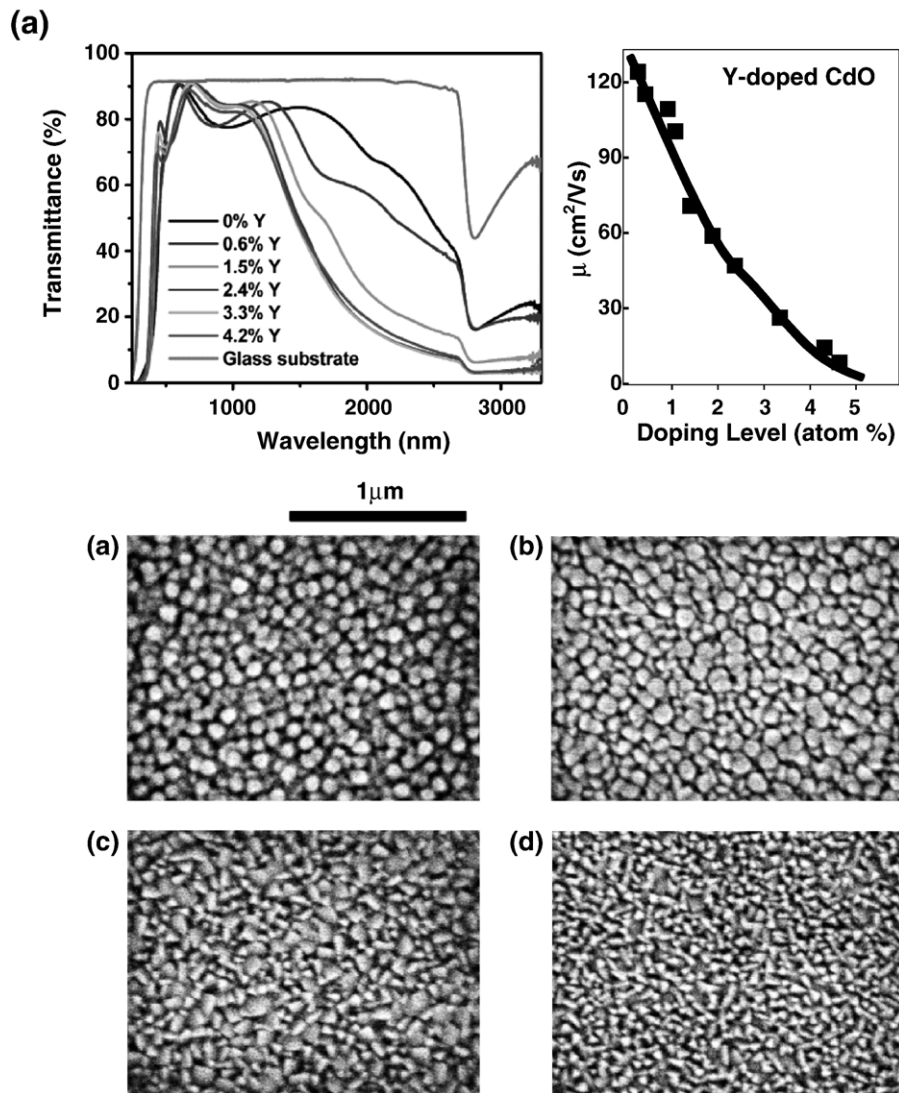 (a)
100
80
60
40
20
0
Transmittance (%)
0% Y
0.6% Y
1.5% Y
2.4% Y
3.3% Y
4.2% Y
Glass substrate
1000
2000
3000
Wavelength (nm)
Y-doped CdO
120
90
60
30
0
μ (cm²/Vs)
0
1
2
3
4
5
Doping Level (atom %)
1μm
(a)
(b)
(c)
(d)